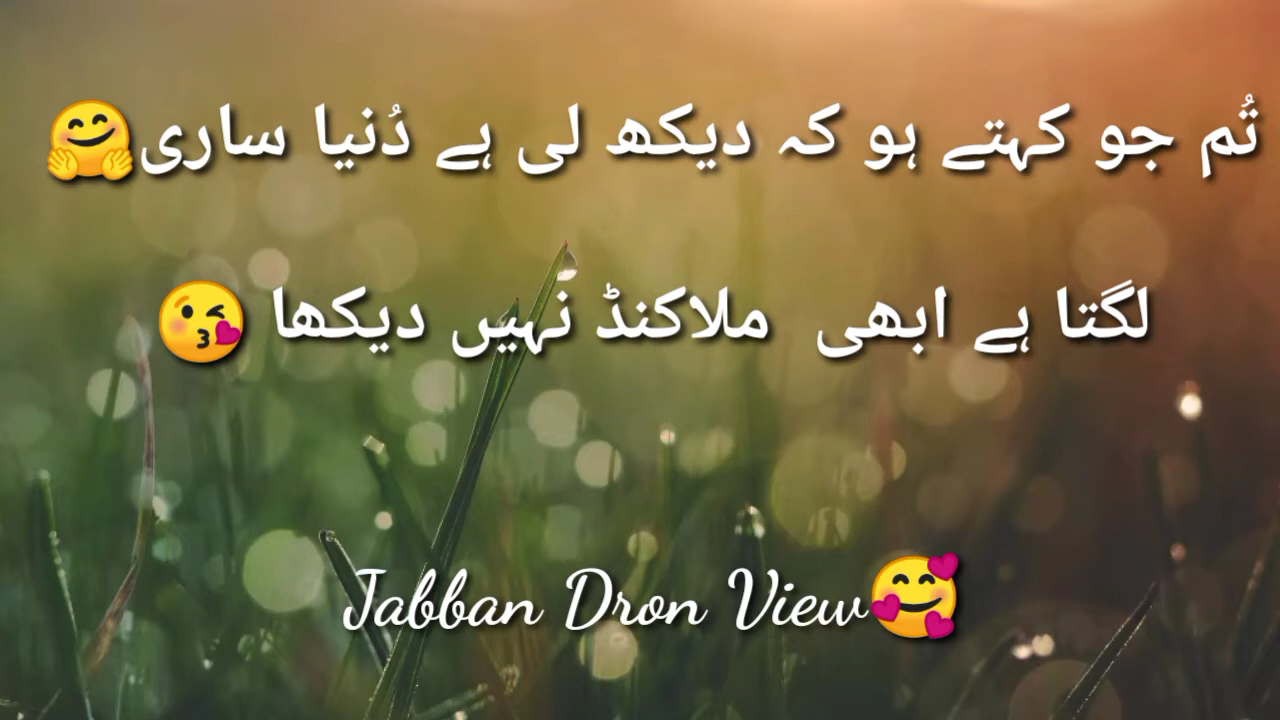 تُم جو کہتے ہو کہ دیکھ لی ہے دُنیا ساری🤗
لگتا ہے ابھی ملاکنڈ نہیں دیکھا 😘
Jabban Dron View🥰